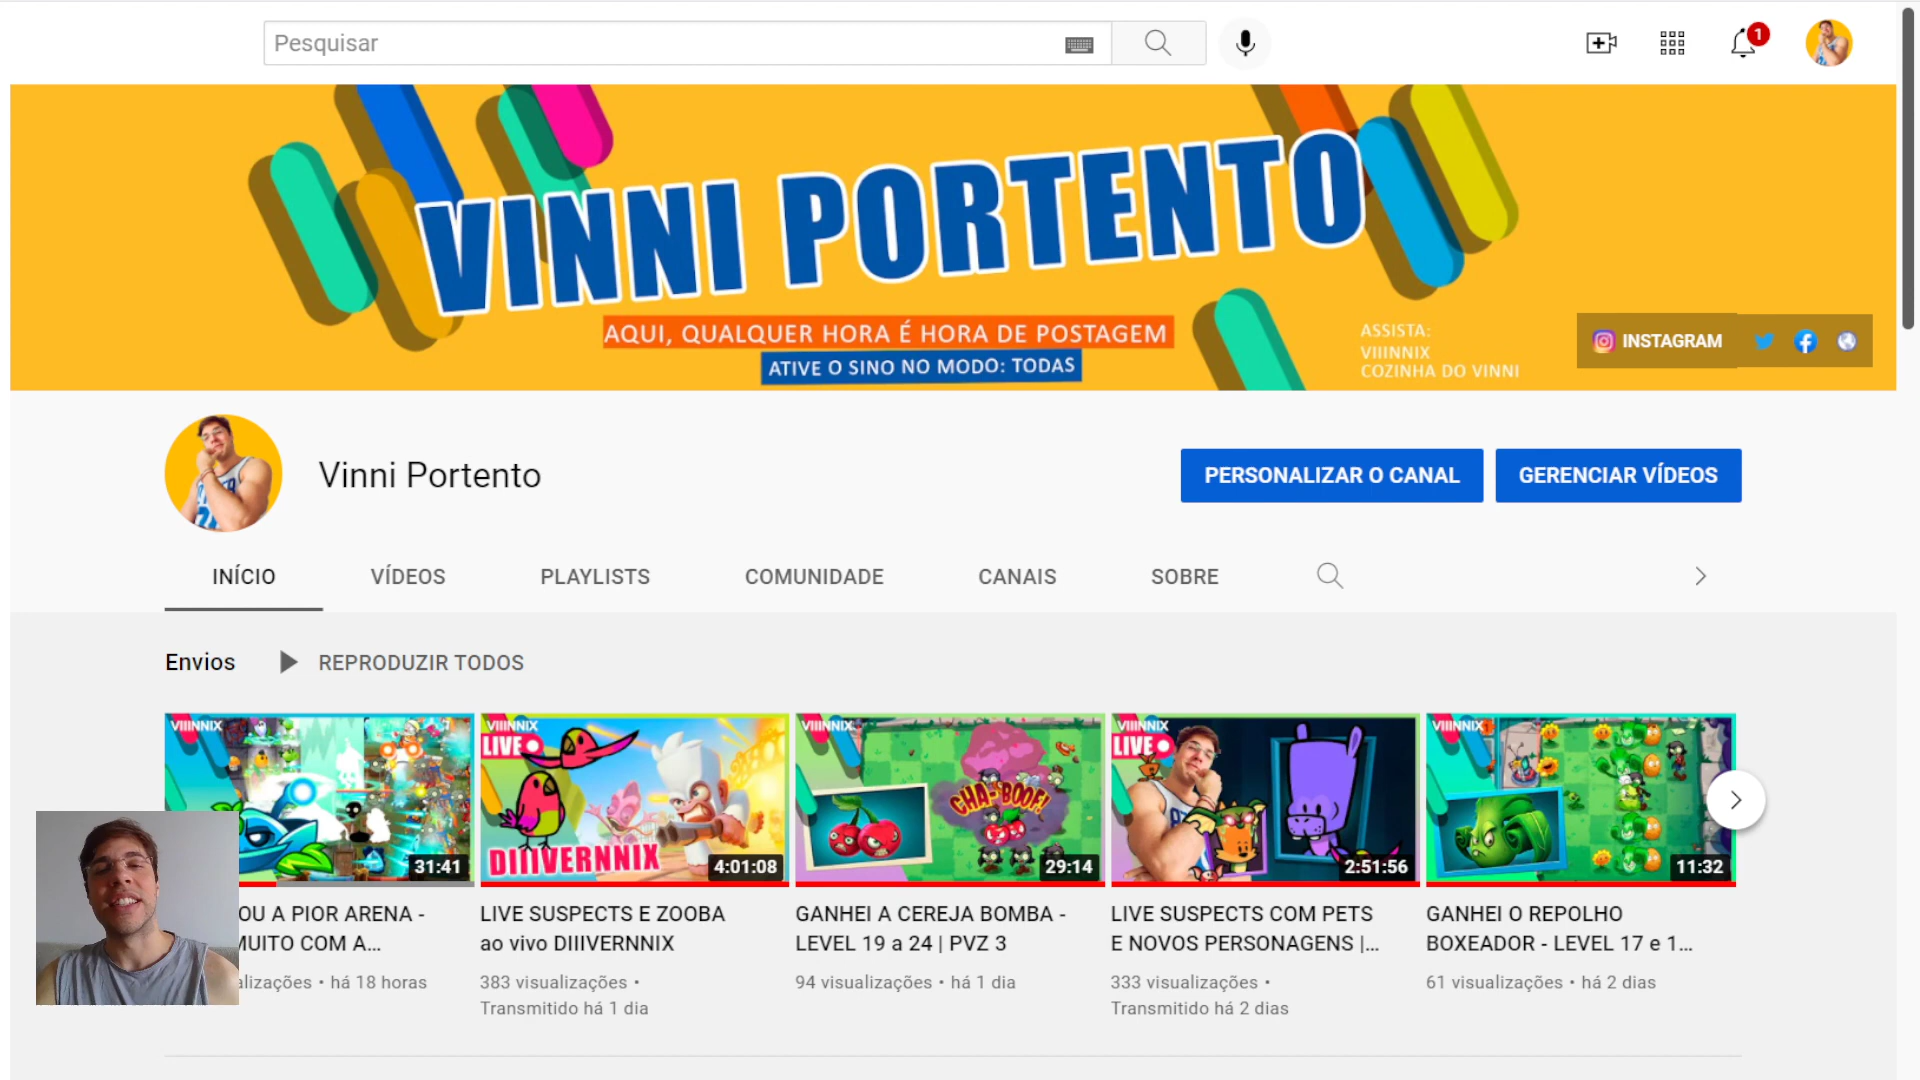 Pesquisar
1
VINNI PORTENTO
AQUI, QUALQUER HORA É HORA DE POSTAGEM
ATIVE O SINO NO MODO: TODAS
ASSISTA:
VIIINNIX
COZINHA DO VINNI
INSTAGRAM
Vinni Portento
PERSONALIZAR O CANAL
GERENCIAR VÍDEOS
INÍCIO
VÍDEOS
PLAYLISTS
COMUNIDADE
CANAIS
SOBRE
Envios
REPRODUZIR TODOS
VIIINNIX
31:41
VIIINNIX
LIVE
DIIIVERNNIX
4:01:08
VIIINNIX
CHA-BOOF!
29:14
VIIINNIX
LIVE
2:51:56
VIIINNIX
11:32
OU A PIOR ARENA -
MUITO COM A...
alizações • há 18 horas
LIVE SUSPECTS E ZOOBA
ao vivo DIIIVERNNIX
383 visualizações •
Transmitido há 1 dia
GANHEI A CEREJA BOMBA -
LEVEL 19 a 24 | PVZ 3
94 visualizações • há 1 dia
LIVE SUSPECTS COM PETS
E NOVOS PERSONAGENS |...
333 visualizações •
Transmitido há 2 dias
GANHEI O REPOLHO
BOXEADOR - LEVEL 17 e 1...
61 visualizações • há 2 dias